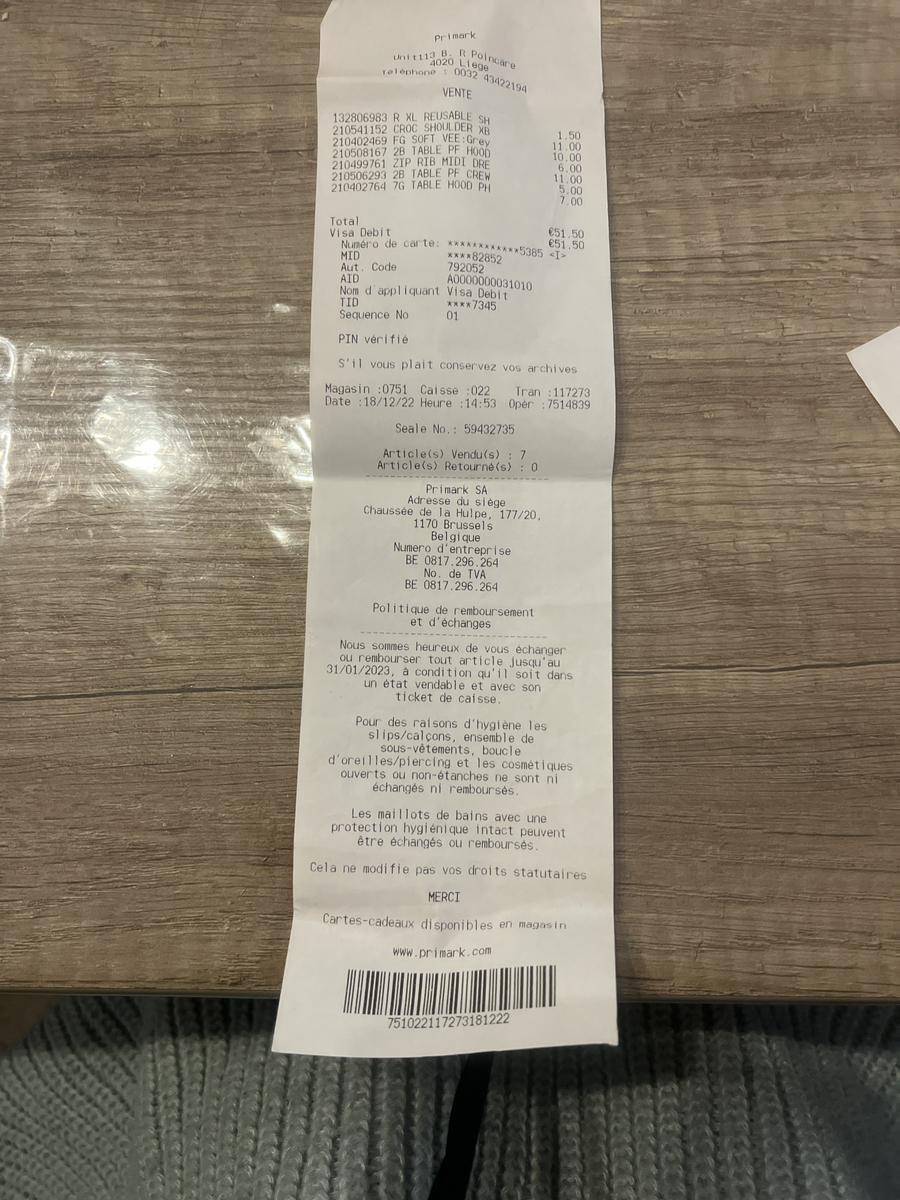 Primark
Unit113 B. R Poincare
4020 Liege
Téléphone : 0032 43422194
VENTE
132806983 R XL REUSABLE SH 1.50
210541152 CROC SHOULDER XB 11.00
210402469 FG SOFT VEE:Grey 10.00
210508167 2B TABLE PF HOOD 6.00
210499761 ZIP RIB MIDI DRE 11.00
210506293 2B TABLE PF CREW 5.00
210402764 7G TABLE HOOD PH 7.00
Total €51.50
Visa Debit €51.50
Numéro de carte: ************5385 <I>
MID ****82852
Aut. Code 792052
AID A0000000031010
Nom d'appliquant Visa Debit
TID ****7345
Sequence No 01
PIN vérifié
S'il vous plait conservez vos archives
Magasin :0751 Caisse :022 Tran :117273
Date :18/12/22 Heure :14:53 Opér :7514839
Seale No.: 59432735
Article(s) Vendu(s) : 7
Article(s) Retourné(s) : 0
Primark SA
Adresse du siège
Chaussée de la Hulpe, 177/20,
1170 Brussels
Belgique
Numero d'entreprise
BE 0817.296.264
No. de TVA
BE 0817.296.264
Politique de remboursement
et d'échanges
Nous sommes heureux de vous échanger
ou rembourser tout article jusqu'au
31/01/2023, à condition qu'il soit dans
un état vendable et avec son
ticket de caisse.
Pour des raisons d'hygiène les
slips/calçons, ensemble de
sous-vêtements, boucle
d'oreilles/piercing et les cosmétiques
ouverts ou non-étanches ne sont ni
échangés ni remboursés.
Les maillots de bains avec une
protection hygiénique intact peuvent
être échangés ou remboursés.
Cela ne modifie pas vos droits statutaires
MERCI
Cartes-cadeaux disponibles en magasin
www.primark.com
751022117273181222